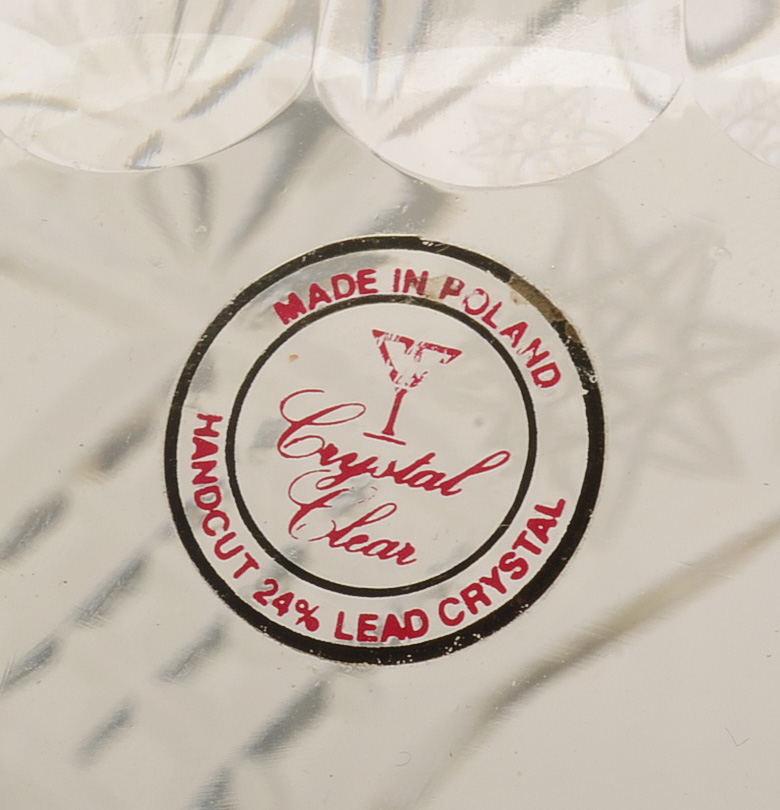 MADE IN POLAND
Crystal
Clear
HANDCUT 24% LEAD CRYSTAL